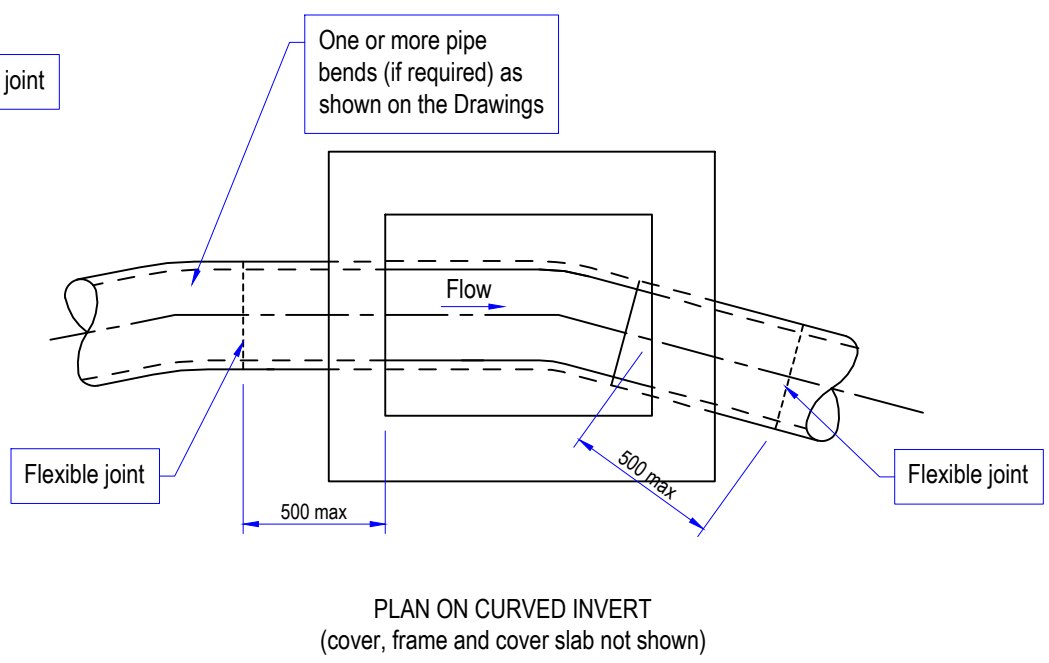 One or more pipe
bends (if required) as
shown on the Drawings
joint
Flow
Flexible joint
500 max
500 max
Flexible joint
PLAN ON CURVED INVERT
(cover, frame and cover slab not shown)